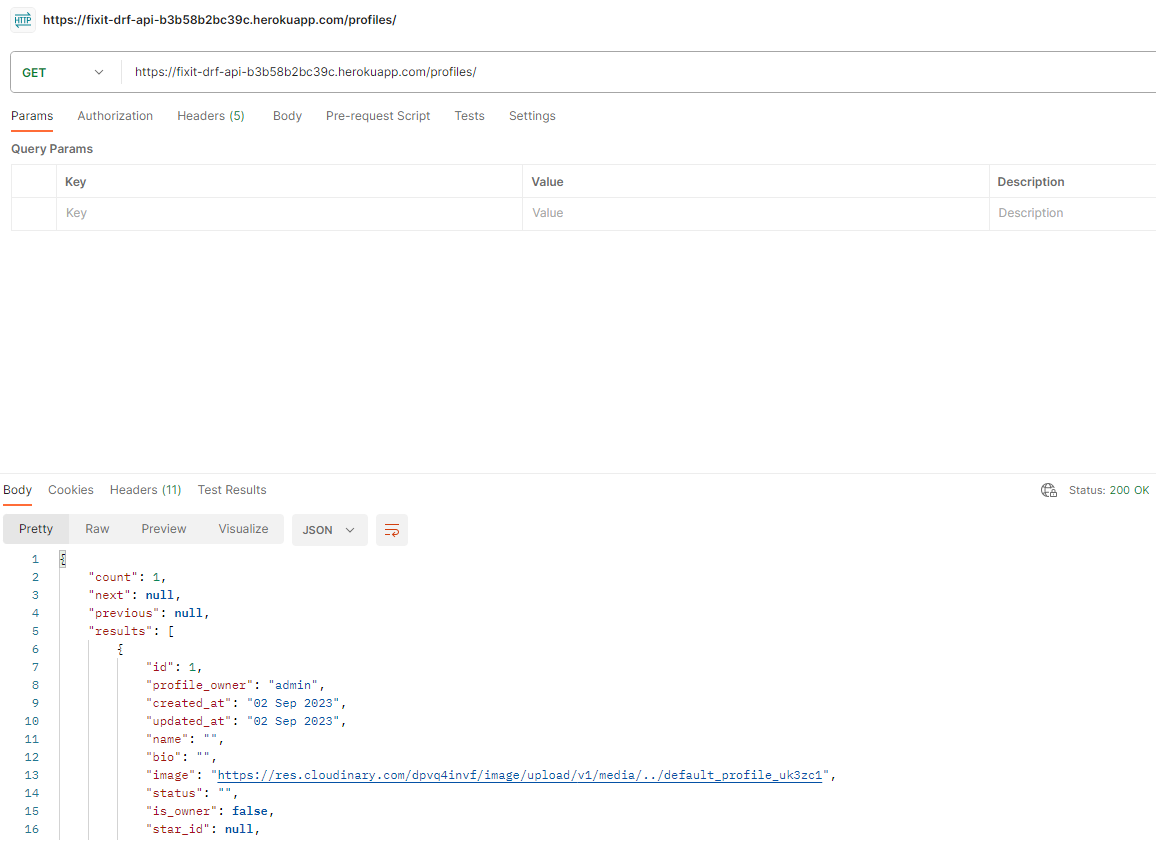 HTTP https://fixit-drf-api-b3b58b2bc39c.herokuapp.com/profiles/
GET https://fixit-drf-api-b3b58b2bc39c.herokuapp.com/profiles/
Params Authorization Headers (5) Body Pre-request Script Tests Settings
Query Params
Key Value Description
Key Value Description
Body Cookies Headers (11) Test Results Status: 200 OK
Pretty Raw Preview Visualize JSON
1 {
2 "count": 1,
3 "next": null,
4 "previous": null,
5 "results": [
6 {
7 "id": 1,
8 "profile_owner": "admin",
9 "created_at": "02 Sep 2023",
10 "updated_at": "02 Sep 2023",
11 "name": "",
12 "bio": "",
13 "image": "https://res.cloudinary.com/dpvq4invf/image/upload/v1/media/../default_profile_uk3zc1",
14 "status": "",
15 "is_owner": false,
16 "star_id": null,